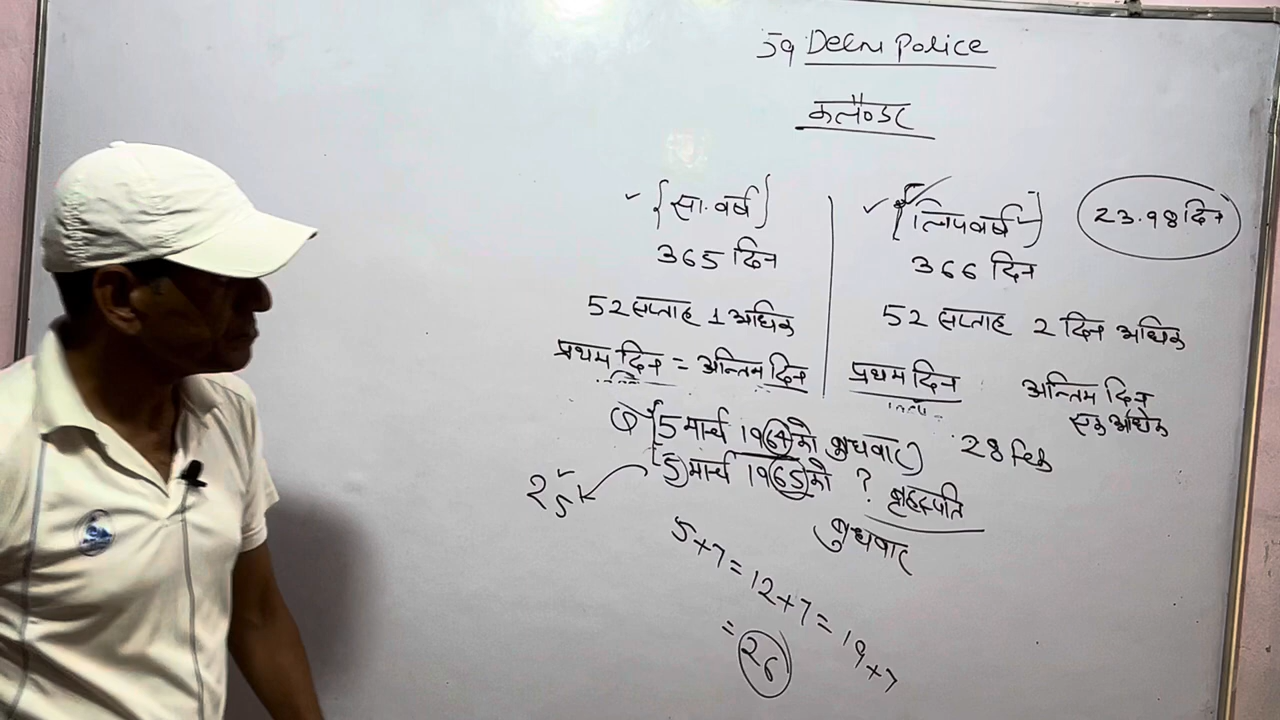 59 Delhi Police
कलैण्डर
{सा. वर्ष}
365 दिन
52 सप्ताह 1 अधिक
प्रथम दिन = अन्तिम दिन
{लिपवर्ष}
366 दिन
52 सप्ताह 2 दिन अधिक
प्रथम दिन अन्तिम दिन
एक अधिक
23.98 दिन
Q {5 मार्च 1964 को बुधवार} 28 दिन
5 मार्च 1965 को ? बृहस्पति
25
बुधवार
5+7=12+7=19+7
=26